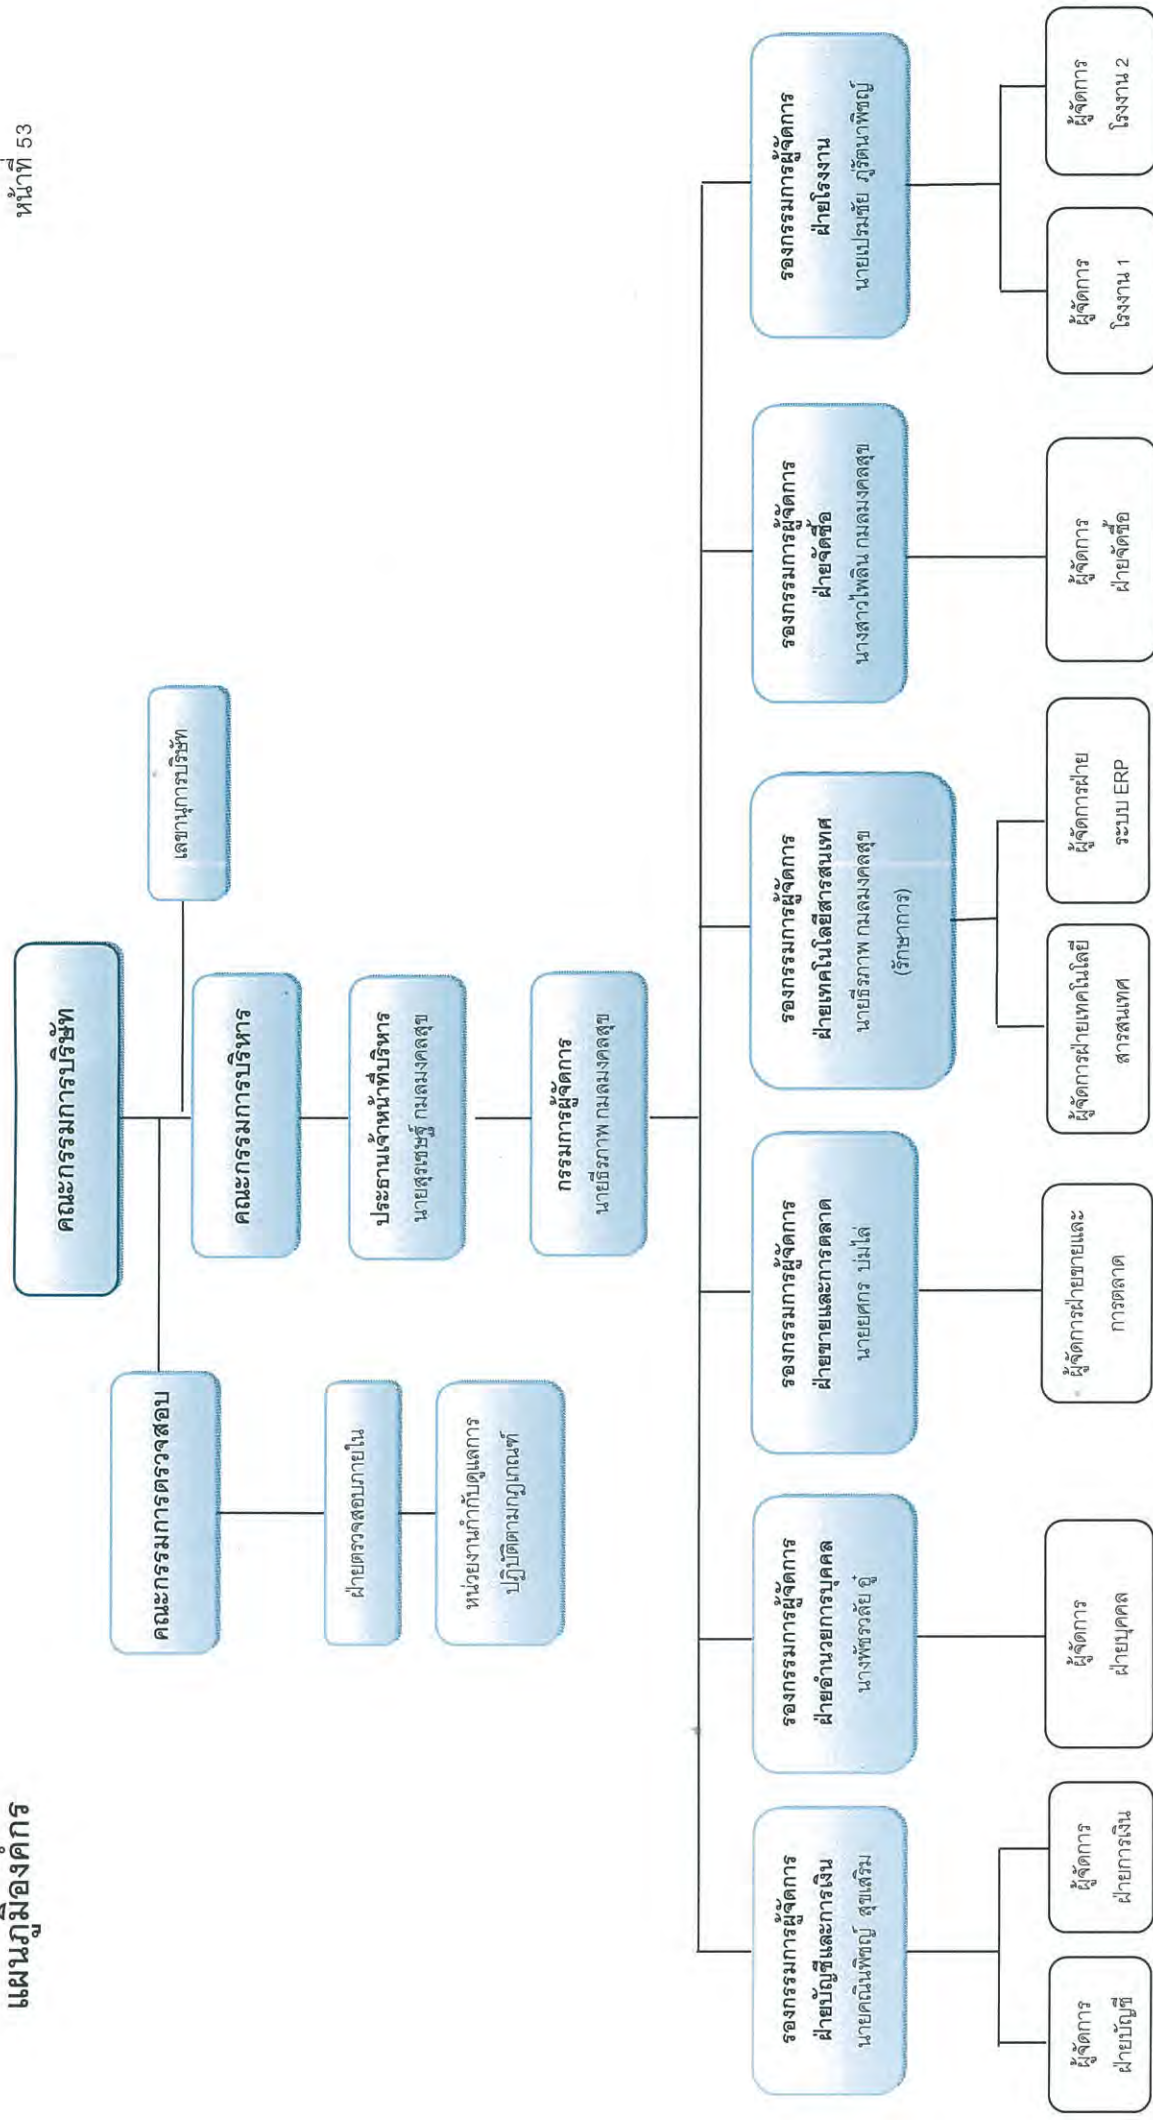 หน้าที่ 53
แผนภูมิองค์กร
คณะกรรมการบริษัท
เลขานุการบริษัท
คณะกรรมการตรวจสอบ
คณะกรรมการบริหาร
ฝ่ายตรวจสอบภายใน
หน่วยงานกำกับดูแลการ
ปฏิบัติตามกฎเกณฑ์
ประธานเจ้าหน้าที่บริหาร
นายสุรเชษฐ์ กมลมงคลสุข
กรรมการผู้จัดการ
นายธีรภาพ กมลมงคลสุข
รองกรรมการผู้จัดการ
ฝ่ายบัญชีและการเงิน
นายคณินพิชญ์ สุขเสริม
รองกรรมการผู้จัดการ
ฝ่ายอำนวยการบุคคล
นางพัชรวลัย อู๋
รองกรรมการผู้จัดการ
ฝ่ายขายและการตลาด
นายยศกร บ่มไล่
รองกรรมการผู้จัดการ
ฝ่ายเทคโนโลยีสารสนเทศ
นายธีรภาพ กมลมงคลสุข
(รักษาการ)
รองกรรมการผู้จัดการ
ฝ่ายจัดซื้อ
นางสาวไพลิน กมลมงคลสุข
รองกรรมการผู้จัดการ
ฝ่ายโรงงาน
นายเปรมชัย ภู่รัตนาพิชญ์
ผู้จัดการ
ฝ่ายบัญชี
ผู้จัดการ
ฝ่ายการเงิน
ผู้จัดการ
ฝ่ายบุคคล
ผู้จัดการฝ่ายขายและ
การตลาด
ผู้จัดการฝ่ายเทคโนโลยี
สารสนเทศ
ผู้จัดการฝ่าย
ระบบ ERP
ผู้จัดการ
ฝ่ายจัดซื้อ
ผู้จัดการ
โรงงาน 1
ผู้จัดการ
โรงงาน 2